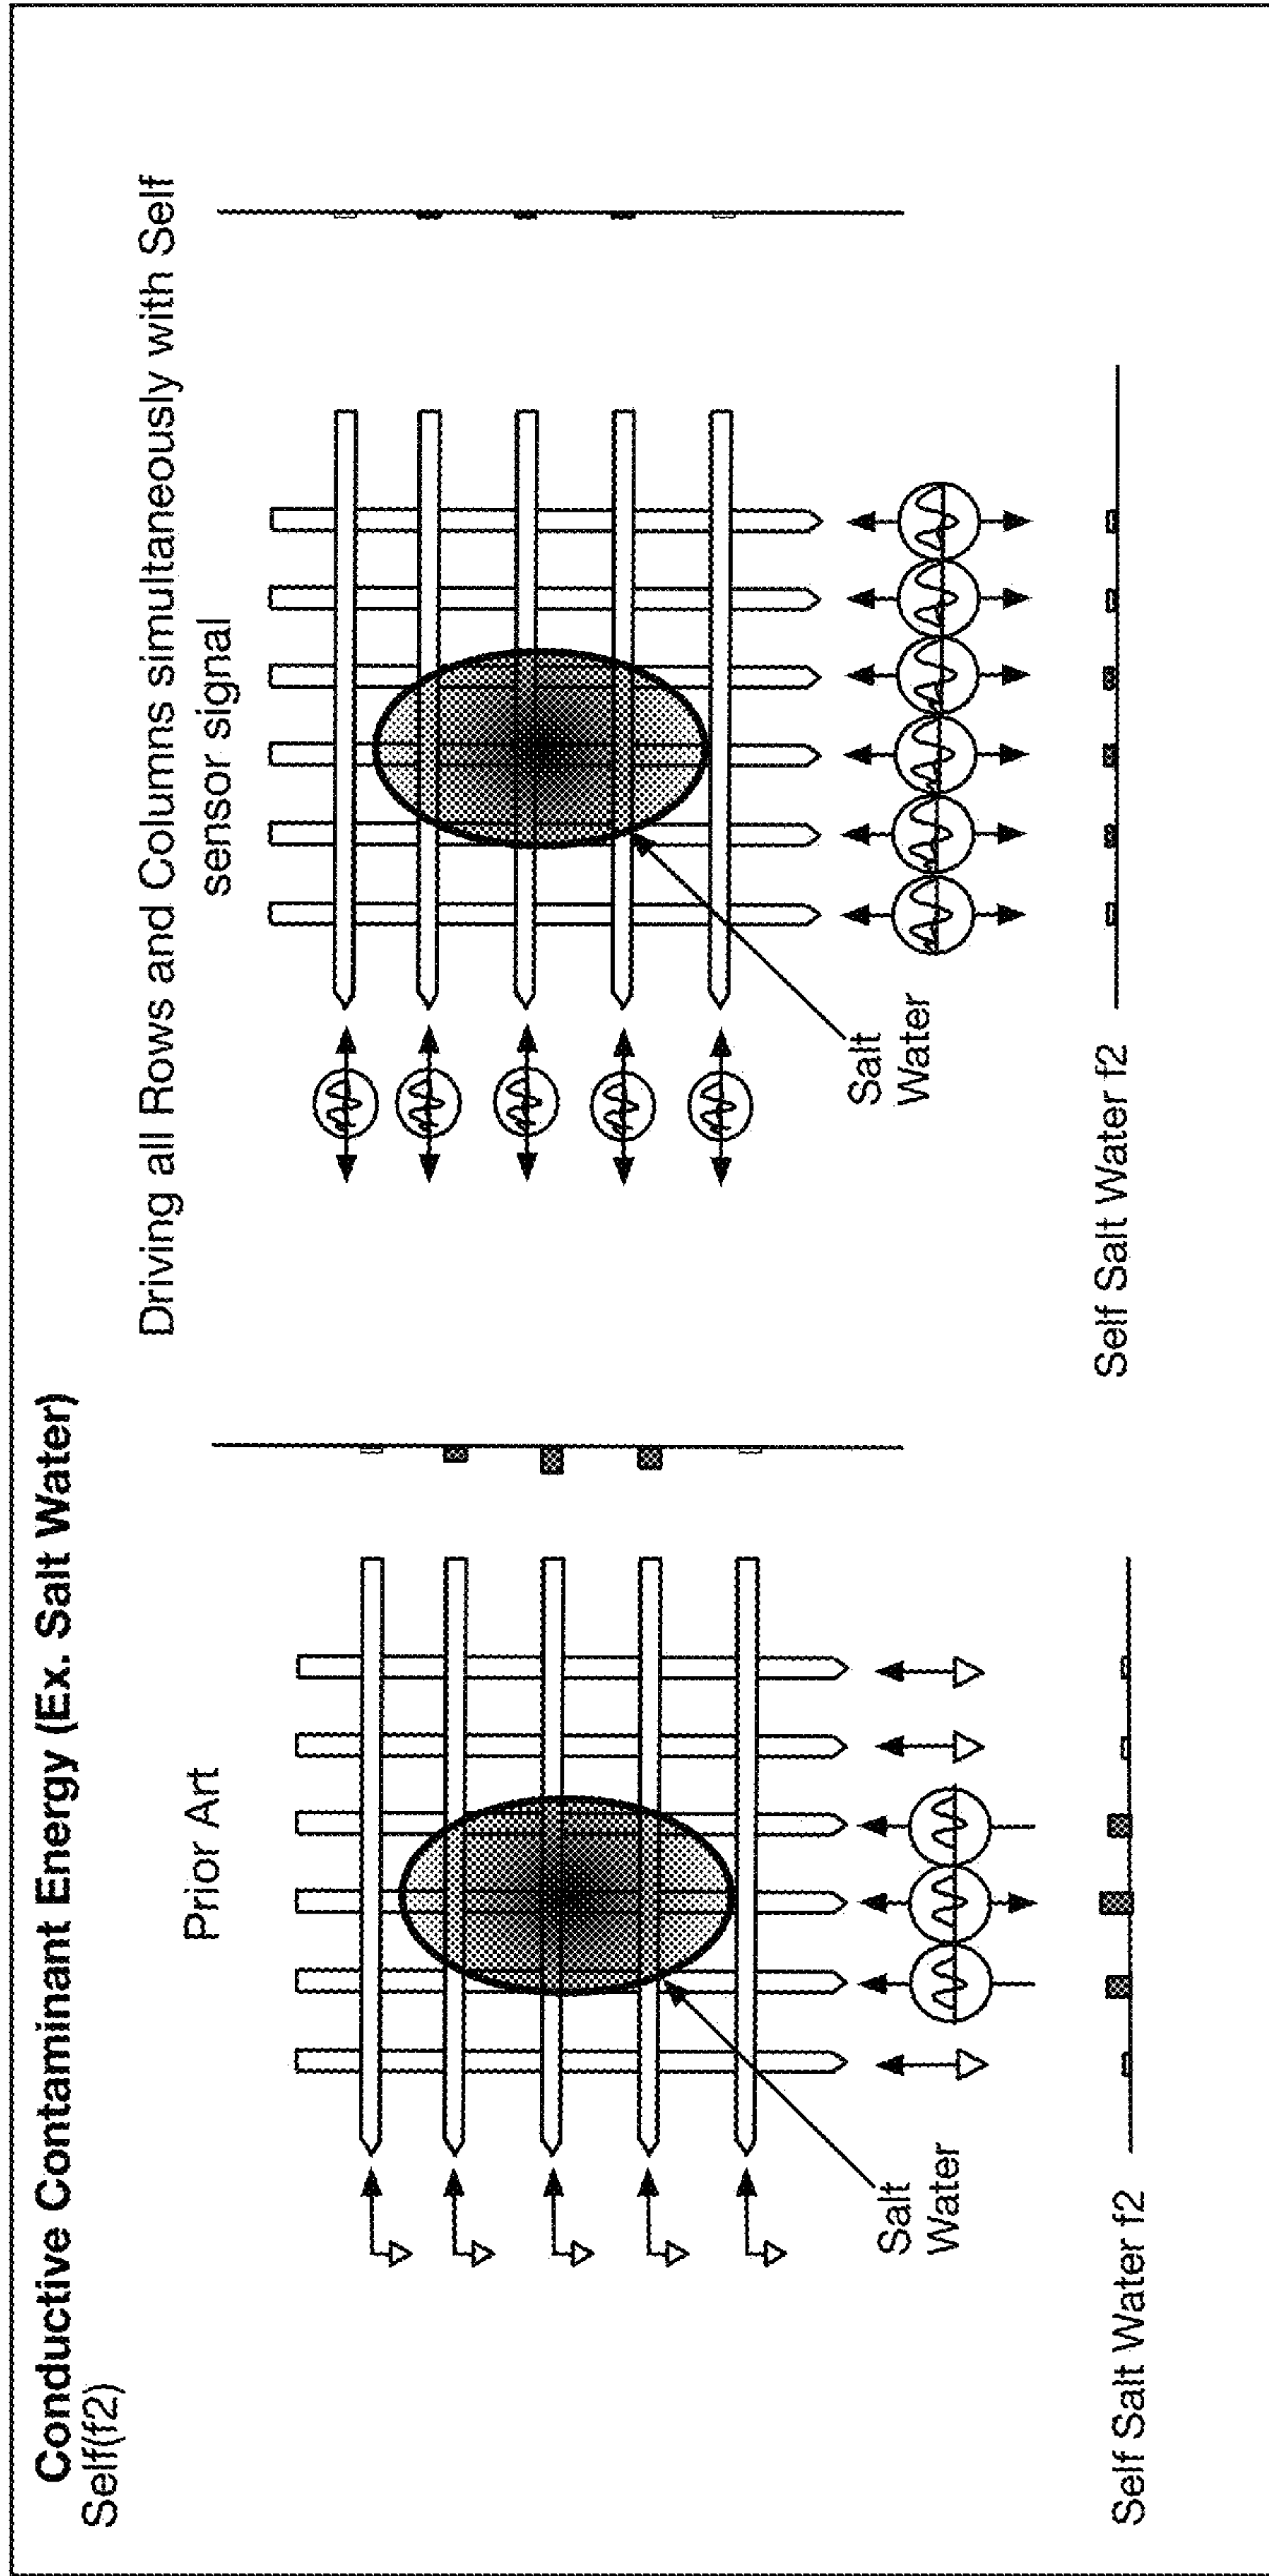 Conductive Contaminant Energy (Ex. Salt Water)
Self(f2)
Prior Art
Salt
Water
Self Salt Water f2
Driving all Rows and Columns simultaneously with Self
sensor signal
Salt
Water
Self Salt Water f2